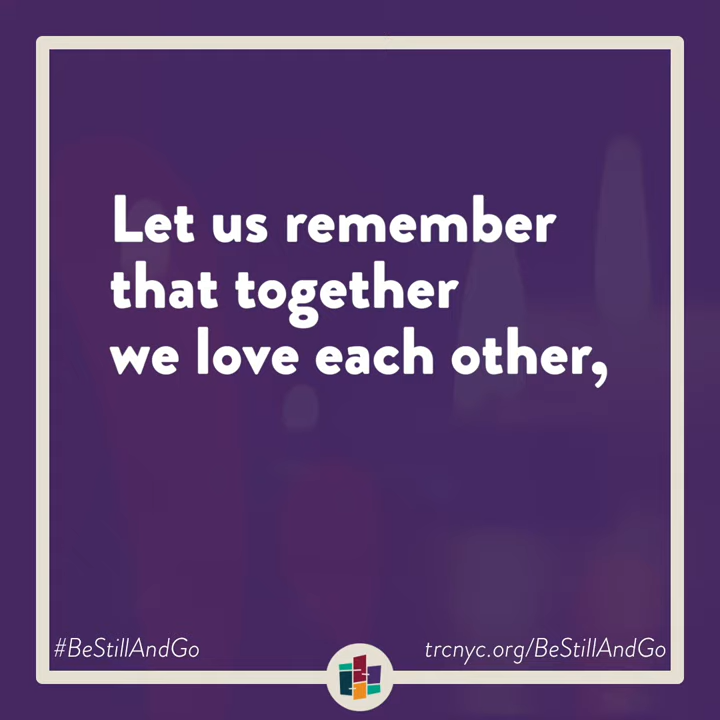 Let us remember
that together
we love each other,
#BeStillAndGo
trcnyc.org/BeStillAndGo